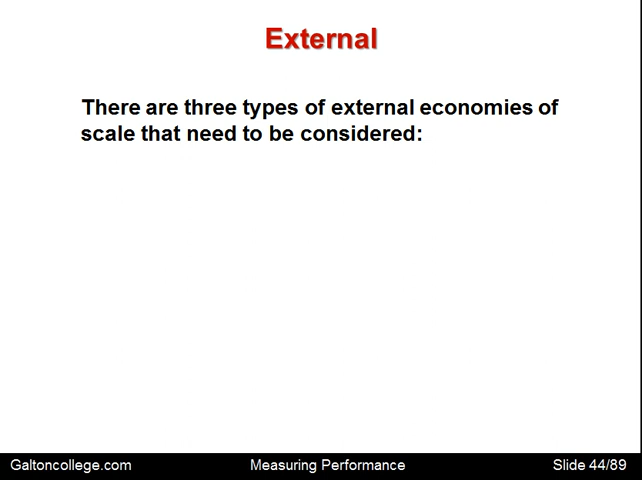 External
There are three types of external economies of
scale that need to be considered:
Galtoncollege.com Measuring Performance Slide 44/89